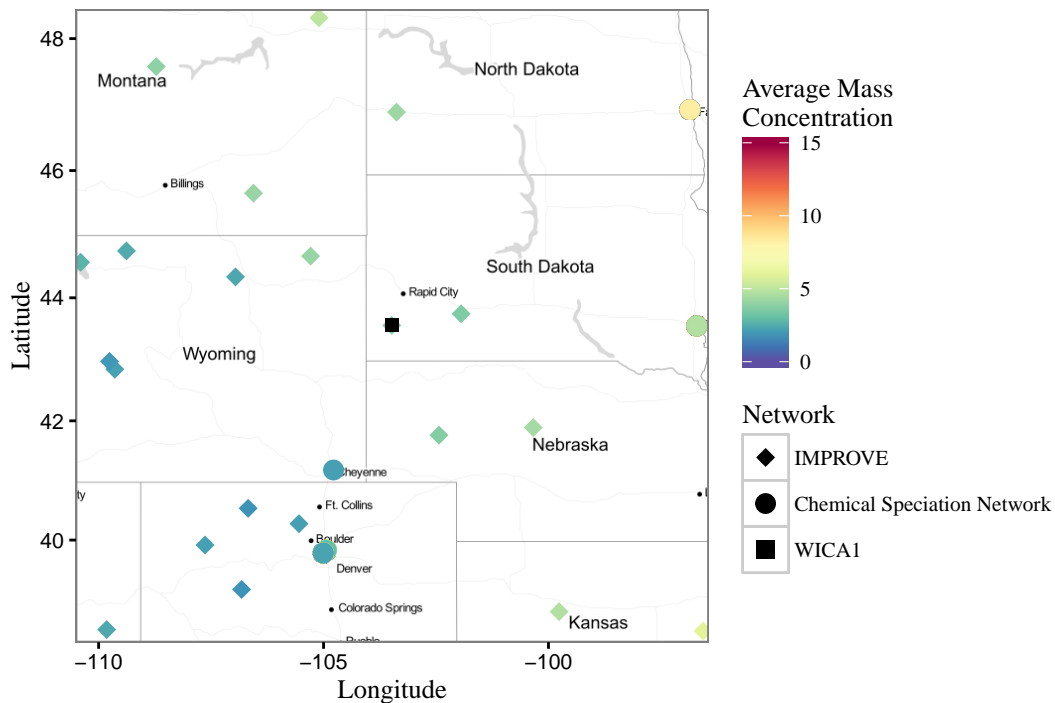 48
46
44
42
40
−110
−105
−100
Latitude
Longitude
Montana
North Dakota
Billings
South Dakota
Rapid City
Wyoming
Nebraska
Cheyenne
ty
Ft. Collins
Boulder
Denver
Colorado Springs
Pueblo
Kansas
Average Mass
Concentration
15
10
5
0
Network
IMPROVE
Chemical Speciation Network
WICA1